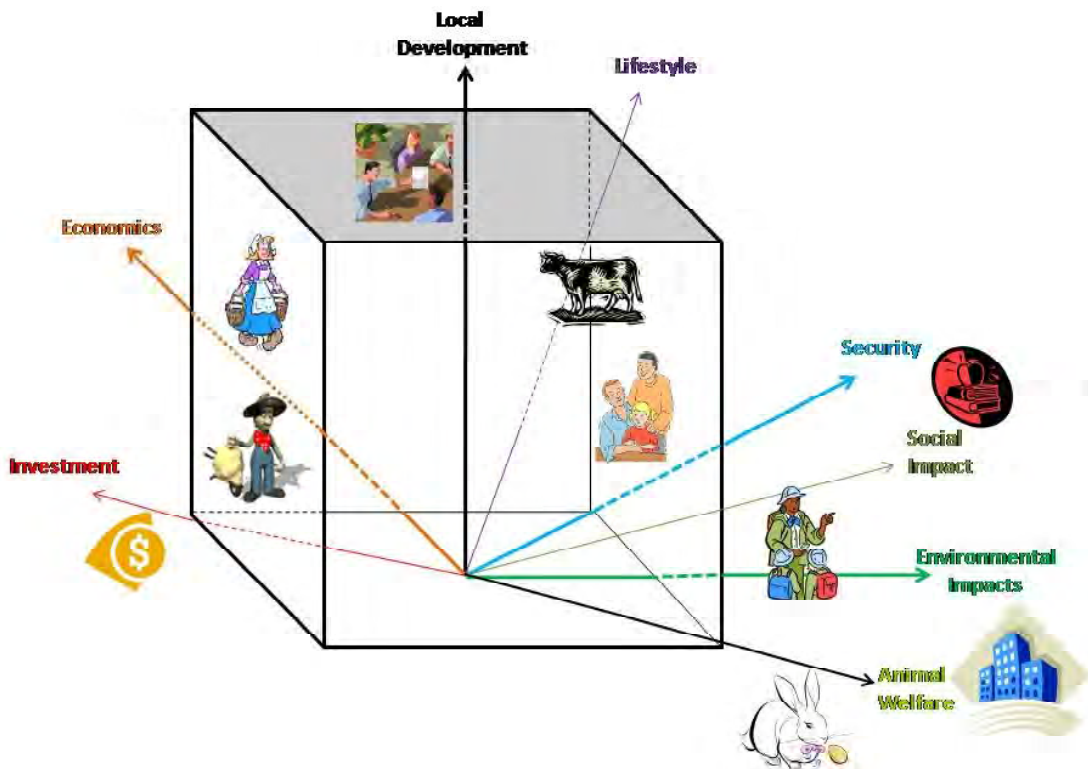 Local
Development
Lifestyle
Economics
Security
Social
Impact
Investment
Environmental
Impacts
Animal
Welfare
$